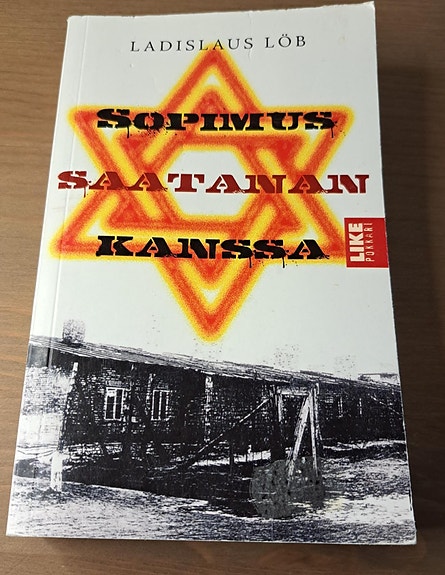 LADISLAUS LÖB
SOPIMUS
SAATANAN
KANSSA
LIKE
POKKARI